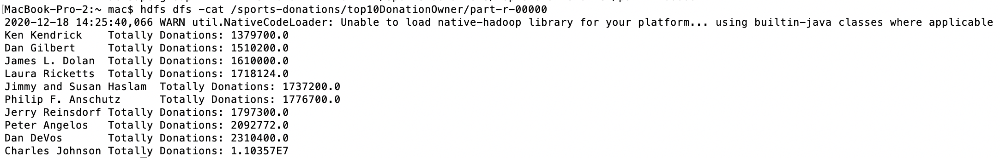 MacBook-Pro-2:~ mac$ hdfs dfs -cat /sports-donations/top10DonationOwner/part-r-00000
2020-12-18 14:25:40,066 WARN util.NativeCodeLoader: Unable to load native-hadoop library for your platform... using builtin-java classes where applicable
Ken Kendrick    Totally Donations: 1379700.0
Dan Gilbert     Totally Donations: 1510200.0
James L. Dolan  Totally Donations: 1610000.0
Laura Ricketts  Totally Donations: 1718124.0
Jimmy and Susan Haslam  Totally Donations: 1737200.0
Philip F. Anschutz      Totally Donations: 1776700.0
Jerry Reinsdorf Totally Donations: 1797300.0
Peter Angelos   Totally Donations: 2092772.0
Dan DeVos       Totally Donations: 2310400.0
Charles Johnson Totally Donations: 1.10357E7